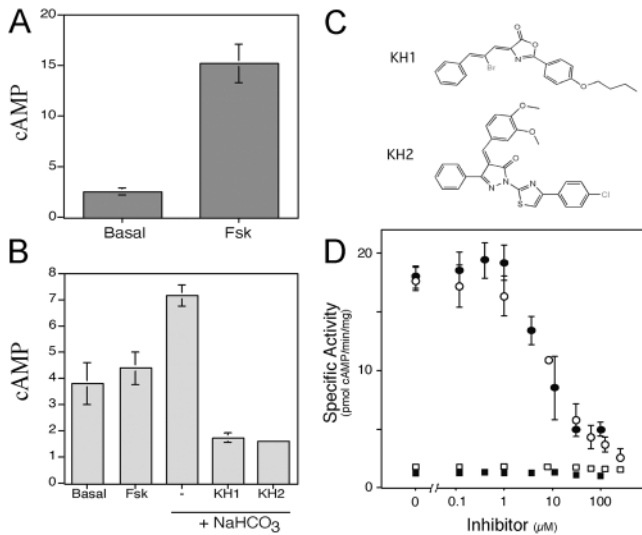 A
cAMP
20
15
10
5
0
Basal
Fsk
B
cAMP
8
7
6
5
4
3
2
1
0
Basal
Fsk
-
KH1
KH2
+ NaHCO3
C
KH1
O
O
N
Br
O
KH2
O
O
O
N
N
N
S
Cl
D
Specific Activity
(pmol cAMP/min/mg)
20
10
0
0
0.1
1
10
100
Inhibitor (µM)